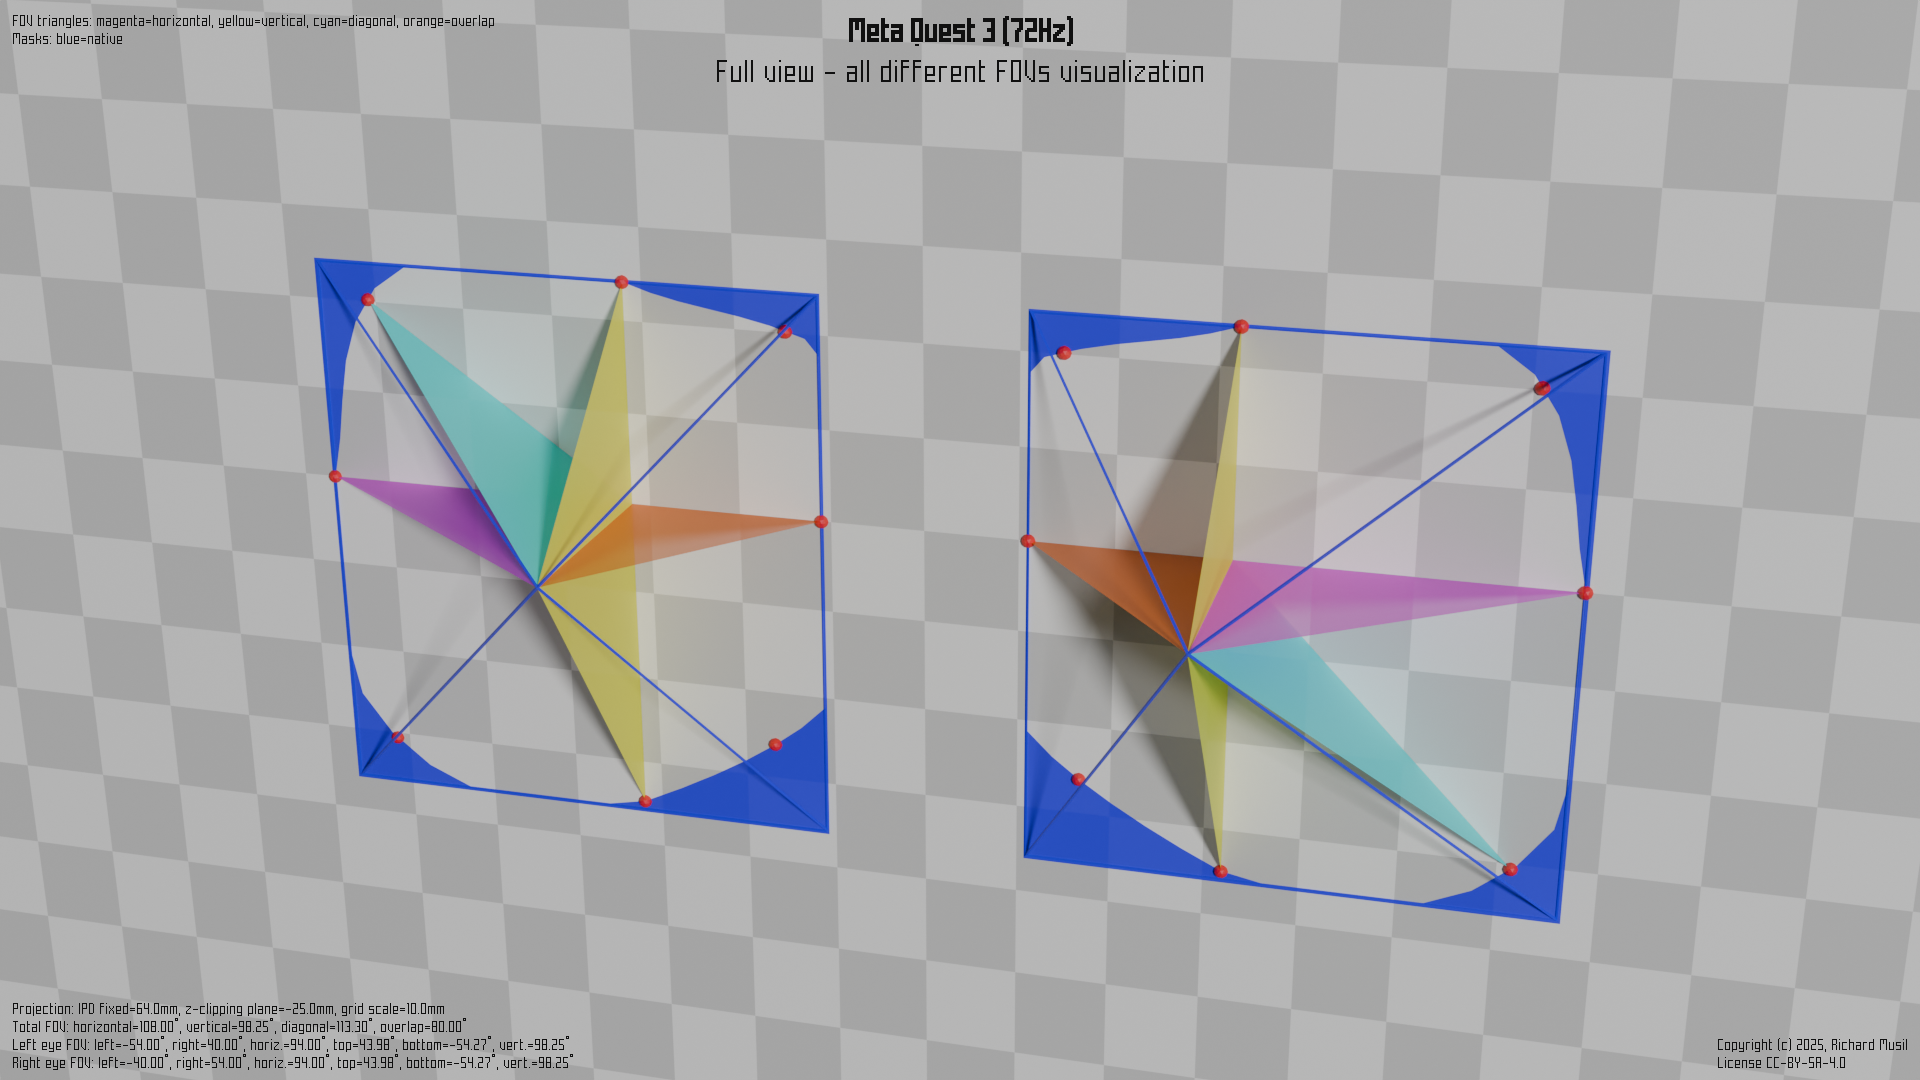 FOV triangles: magenta=horizontal, yellow=vertical, cyan=diagonal, orange=overlap
Masks: blue=native
Meta Quest 3 (72Hz)
Full view - all different FOVs visualization
Projection: IPD fixed=64.0mm, z-clipping plane=-25.0mm, grid scale=10.0mm
Total FOV: horizontal=108.00°, vertical=98.25°, diagonal=113.30°, overlap=80.00°
Left eye FOV: left=-54.00°, right=40.00°, horiz.=94.00°, top=43.98°, bottom=-54.27°, vert.=98.25°
Right eye FOV: left=-40.00°, right=54.00°, horiz.=94.00°, top=43.98°, bottom=-54.27°, vert.=98.25°
Copyright (c) 2025, Richard Musil
License CC-BY-SA-4.0